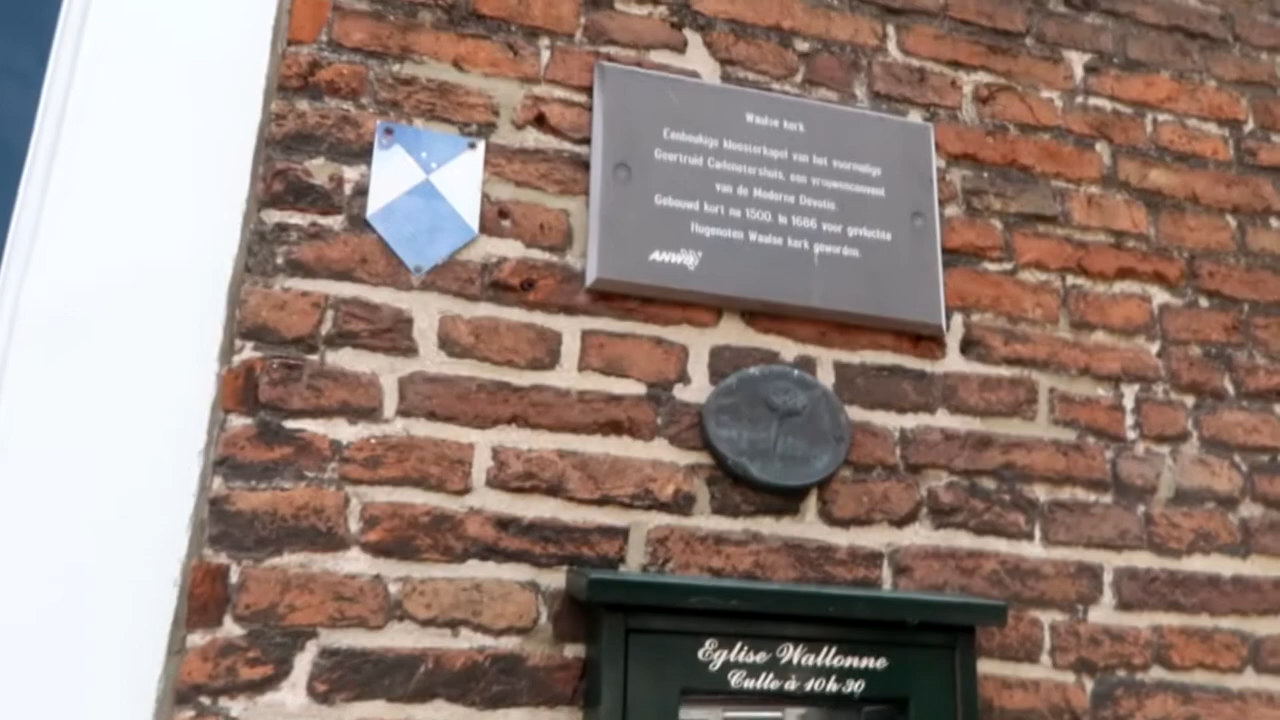 Waalse kerk
Eenbeukige kloosterkapel van het voormalige
Geertruid Cadenetershuis, een vrouwenconvent
van de Moderne Devotie.
Gebouwd kort na 1500. In 1686 voor gevluchte
Hugenoten Waalse kerk geworden.
ANWB
Eglise Wallonne
Culte à 10h30